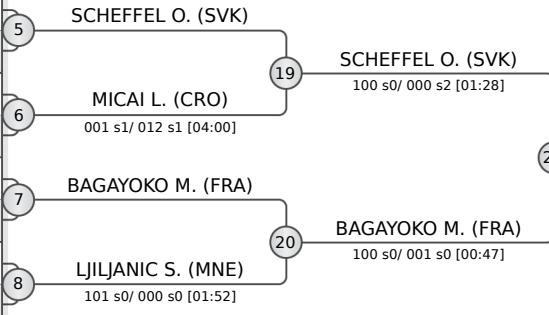 SCHEFFEL O. (SVK)
5
19
SCHEFFEL O. (SVK)
100 s0/ 000 s2 [01:28]
MICAI L. (CRO)
6
001 s1/ 012 s1 [04:00]
BAGAYOKO M. (FRA)
7
20
BAGAYOKO M. (FRA)
100 s0/ 001 s0 [00:47]
LJILJANIC S. (MNE)
8
101 s0/ 000 s0 [01:52]